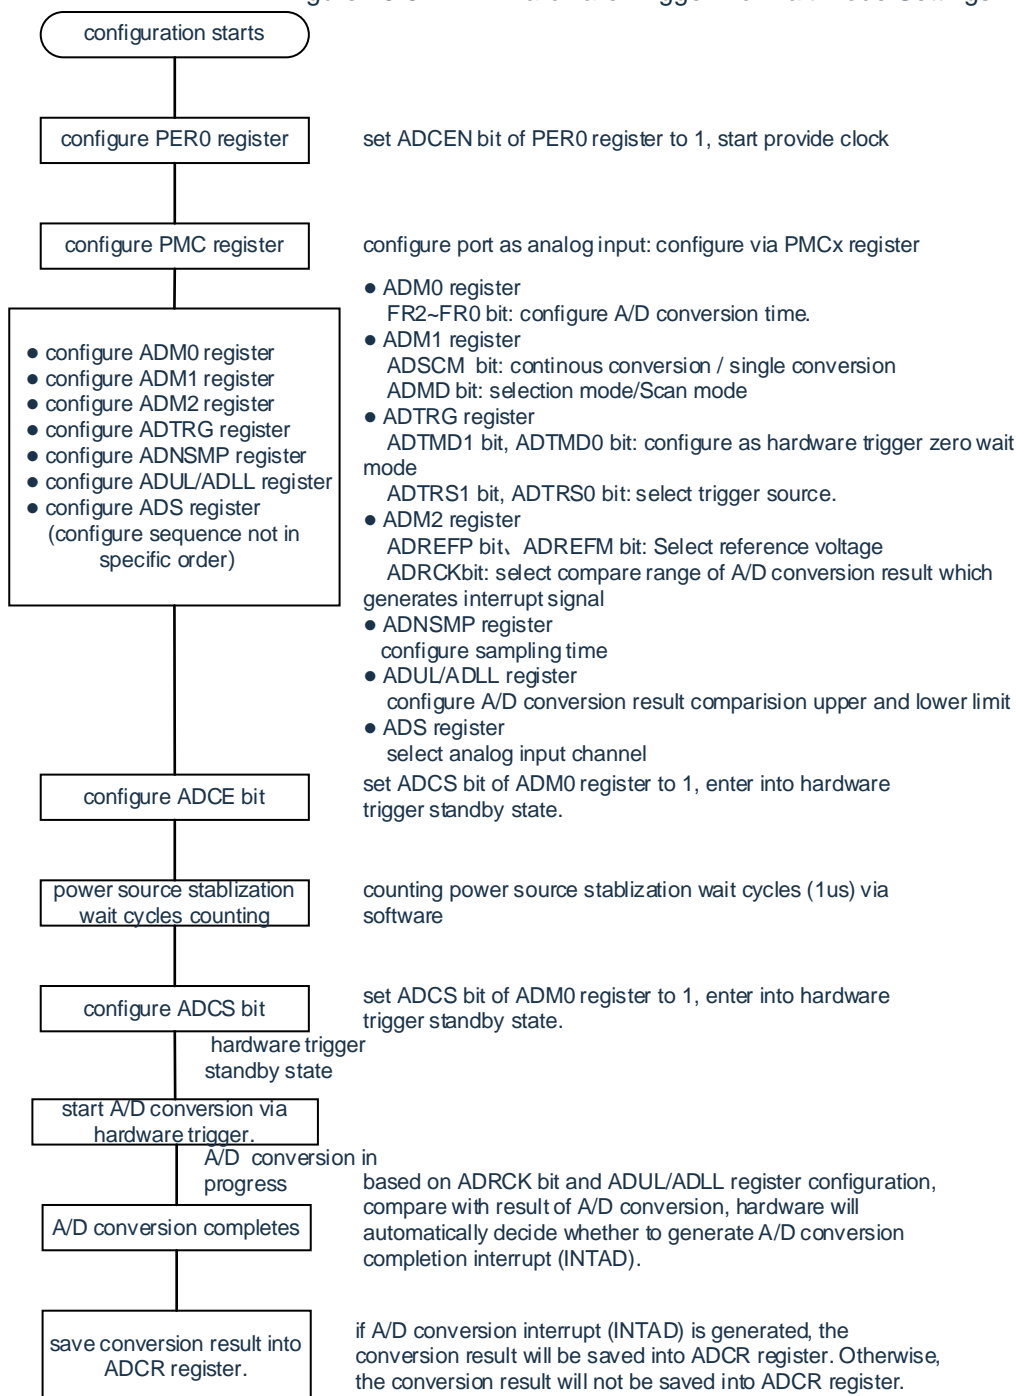 configuration starts
configure PER0 register
set ADCEN bit of PER0 register to 1, start provide clock
configure PMC register
configure port as analog input: configure via PMCx register
● configure ADM0 register
● configure ADM1 register
● configure ADM2 register
● configure ADTRG register
● configure ADNSMP register
● configure ADUL/ADLL register
● configure ADS register
(configure sequence not in
specific order)
● ADM0 register
FR2~FR0 bit: configure A/D conversion time.
● ADM1 register
ADSCM bit: continous conversion / single conversion
ADMD bit: selection mode/Scan mode
● ADTRG register
ADTMD1 bit, ADTMD0 bit: configure as hardware trigger zero wait
mode
ADTRS1 bit, ADTRS0 bit: select trigger source.
● ADM2 register
ADREFP bit、ADREFM bit: Select reference voltage
ADRCKbit: select compare range of A/D conversion result which
generates interrupt signal
● ADNSMP register
configure sampling time
● ADUL/ADLL register
configure A/D conversion result comparision upper and lower limit
● ADS register
select analog input channel
configure ADCE bit
set ADCS bit of ADM0 register to 1, enter into hardware
trigger standby state.
power source stablization
wait cycles counting
counting power source stablization wait cycles (1us) via
software
configure ADCS bit
set ADCS bit of ADM0 register to 1, enter into hardware
trigger standby state.
hardware trigger
standby state
start A/D conversion via
hardware trigger.
A/D conversion in
progress
A/D conversion completes
based on ADRCK bit and ADUL/ADLL register configuration,
compare with result of A/D conversion, hardware will
automatically decide whether to generate A/D conversion
completion interrupt (INTAD).
save conversion result into
ADCR register.
if A/D conversion interrupt (INTAD) is generated, the
conversion result will be saved into ADCR register. Otherwise,
the conversion result will not be saved into ADCR register.